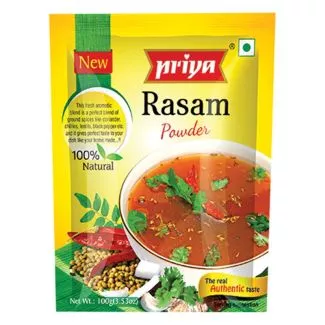 New
priya
®
Rasam
Powder
This fresh aromatic
blend is a perfect blend of
ground spices like coriander,
chillies, lentils, black pepper etc.
and it gives perfect taste to your
dish like your home made...!!
100%
Natural
The real
Authentic taste
Net Wt.: 100g(3.53oz)